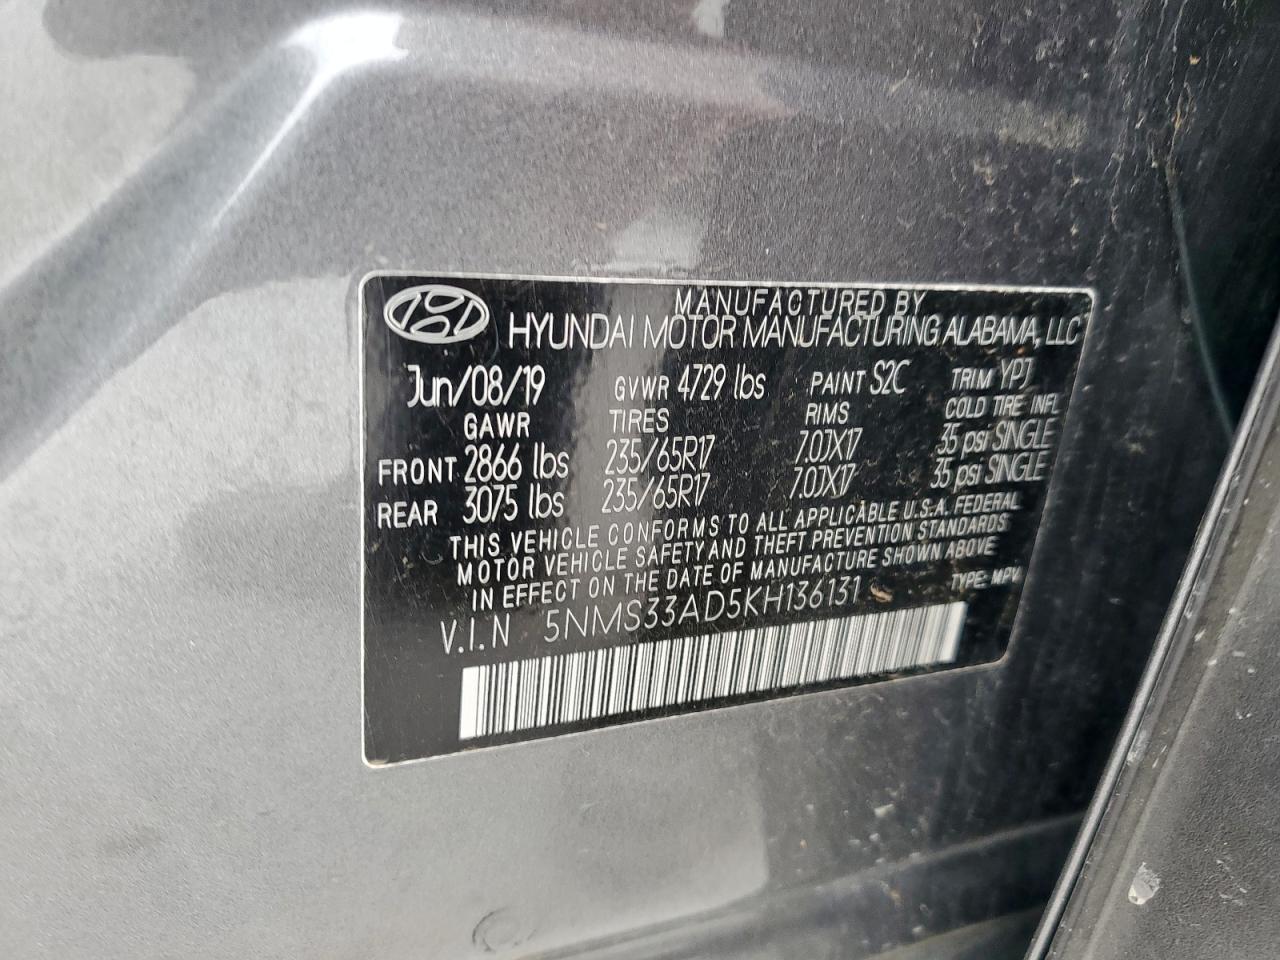 MANUFACTURED BY
HYUNDAI MOTOR MANUFACTURING ALABAMA, LLC
Jun/08/19 GVWR 4729 lbs PAINT S2C TRIM YPJ
GAWR TIRES RIMS COLD TIRE INFL
FRONT 2866 lbs 235/65R17 7.0JX17 35 psi SINGLE
REAR 3075 lbs 235/65R17 7.0JX17 35 psi SINGLE
THIS VEHICLE CONFORMS TO ALL APPLICABLE U.S.A. FEDERAL
MOTOR VEHICLE SAFETY AND THEFT PREVENTION STANDARDS
IN EFFECT ON THE DATE OF MANUFACTURE SHOWN ABOVE
V.I.N 5NMS33AD5KH136131 TYPE: MPV